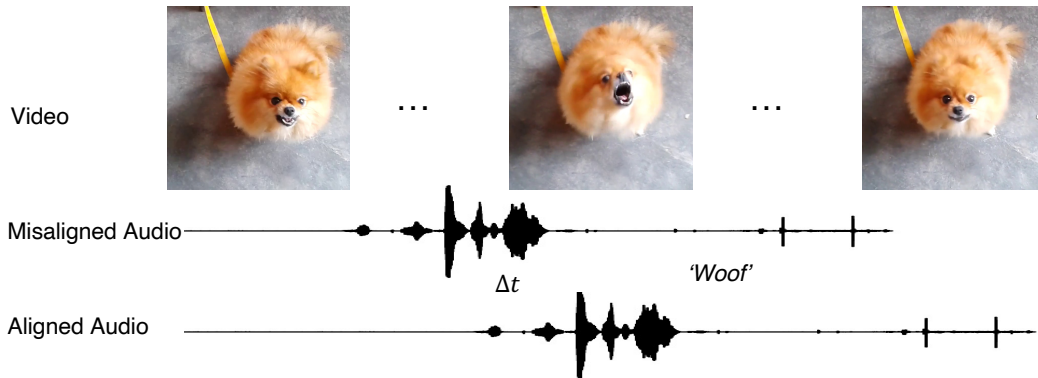 ... ...
Video
Misaligned Audio
Δt 'Woof'
Aligned Audio